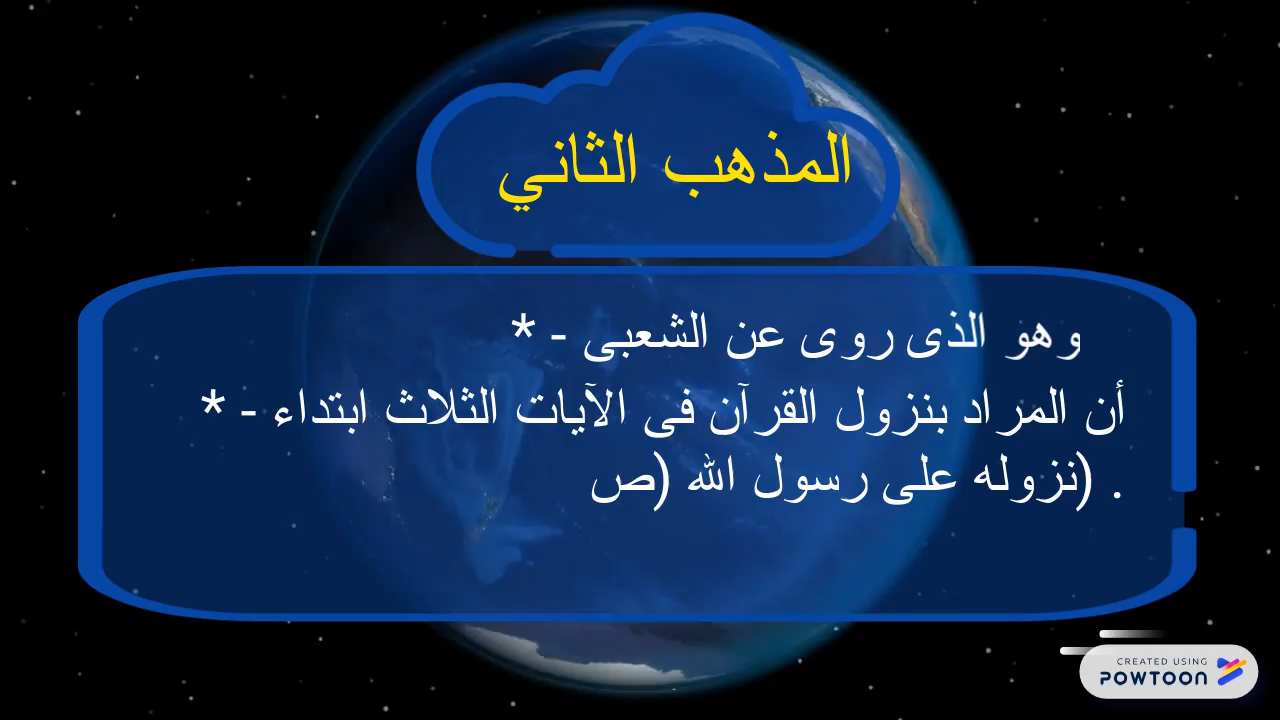 المذهب الثاني
* - وهو الذى روى عن الشعبى
* - أن المراد بنزول القرآن فى الآيات الثلاث ابتداء
. (نزوله على رسول الله (ص
CREATED USING
POWTOON